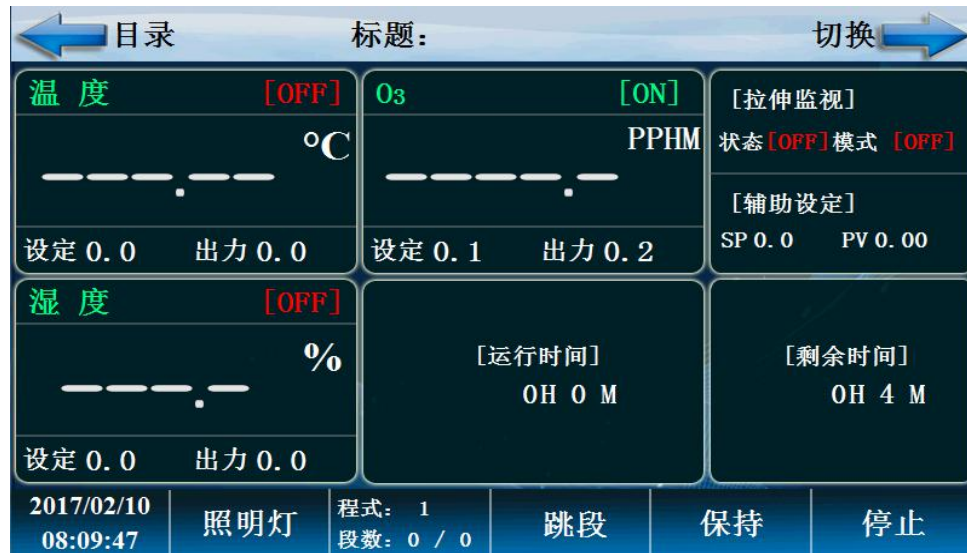 目录 标题： 切换
温 度 [OFF]
℃
---.--
设定 0.0 出力 0.0
O₃ [ON]
PPHM
----.-
设定 0.1 出力 0.2
[拉伸监视]
状态[OFF]模式 [OFF]
[辅助设定]
SP 0.0 PV 0.00
湿 度 [OFF]
%
---.-
设定 0.0 出力 0.0
[运行时间]
0H 0 M
[剩余时间]
0H 4 M
2017/02/10
08:09:47
照明灯
程式： 1
段数： 0 / 0
跳段
保持
停止